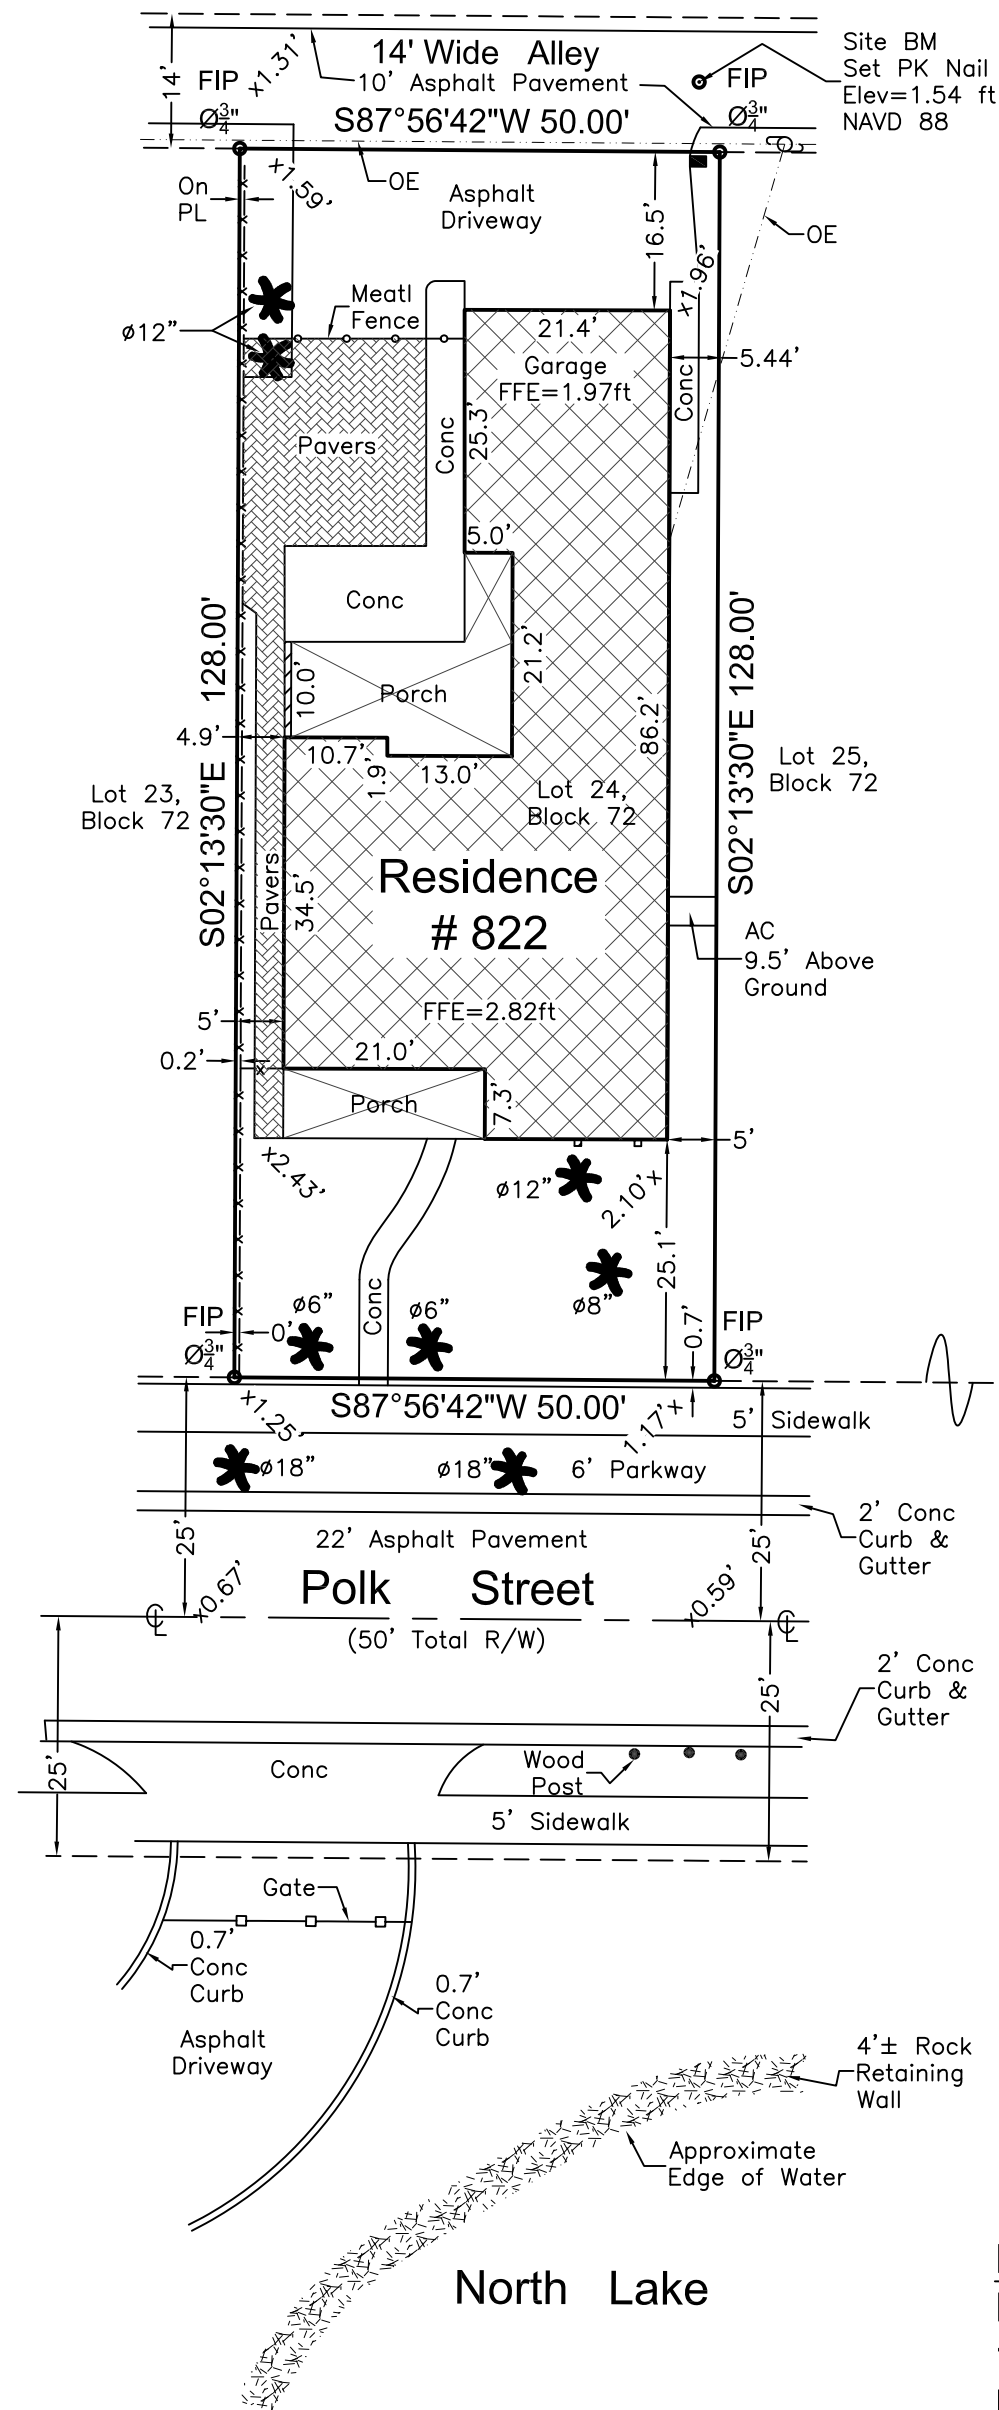 14' Wide Alley
10' Asphalt Pavement
Site BM
Set PK Nail
Elev=1.54 ft
NAVD 88
14'
FIP
Ø3/4"
x1.31'
FIP
Ø3/4"
S87°56'42"W 50.00'
On
PL
x1.59'
OE
Asphalt
Driveway
16.5'
OE
x1.96'
Meatl
Fence
ø12"
21.4'
Garage
FFE=1.97ft
5.44'
Conc
Pavers
Conc
25.3'
5.0'
Conc
S02°13'30"E 128.00'
10.0'
Porch
21.2'
86.2'
S02°13'30"E 128.00'
4.9'
10.7'
1.9'
13.0'
Lot 23,
Block 72
Lot 24,
Block 72
Lot 25,
Block 72
Pavers
34.5'
Residence
# 822
AC
9.5' Above
Ground
FFE=2.82ft
5'
0.2'
21.0'
Porch
7.3'
5'
x2.43'
ø12"
2.10'x
25.1'
ø8"
ø6"
Conc
ø6"
FIP
Ø3/4"
0'
0.7'
FIP
Ø3/4"
S87°56'42"W 50.00'
x1.25'
1.17'x
5' Sidewalk
ø18"
ø18"
6' Parkway
2' Conc
Curb &
Gutter
25'
22' Asphalt Pavement
25'
Polk Street
x0.67'
x0.59'
(50' Total R/W)
2' Conc
Curb &
Gutter
25'
25'
Conc
Wood
Post
5' Sidewalk
Gate
0.7'
Conc
Curb
0.7'
Conc
Curb
Asphalt
Driveway
4'± Rock
Retaining
Wall
Approximate
Edge of Water
North Lake